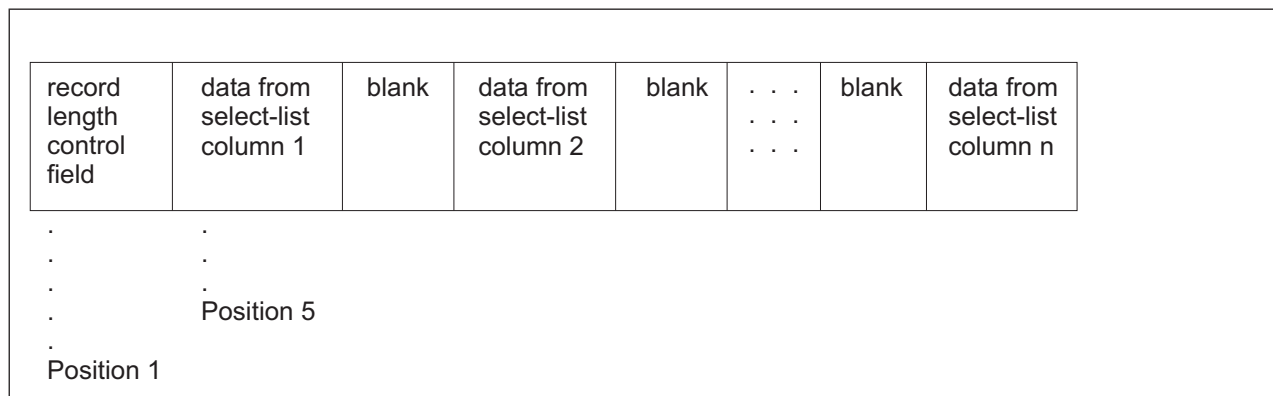 record length control field
data from select-list column 1
blank
data from select-list column 2
blank
. . .
. . .
. . .
blank
data from select-list column n
.
.
.
.
.
Position 1
.
.
.
Position 5